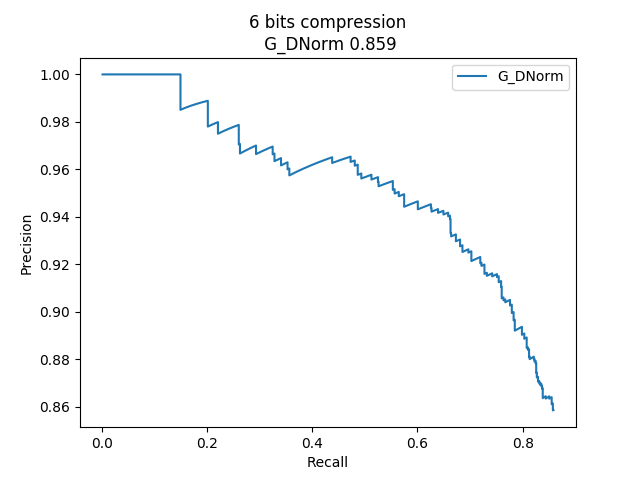 6 bits compression
G_DNorm 0.859
G_DNorm
1.00
0.98
0.96
0.94
0.92
0.90
0.88
0.86
Precision
0.0 0.2 0.4 0.6 0.8
Recall